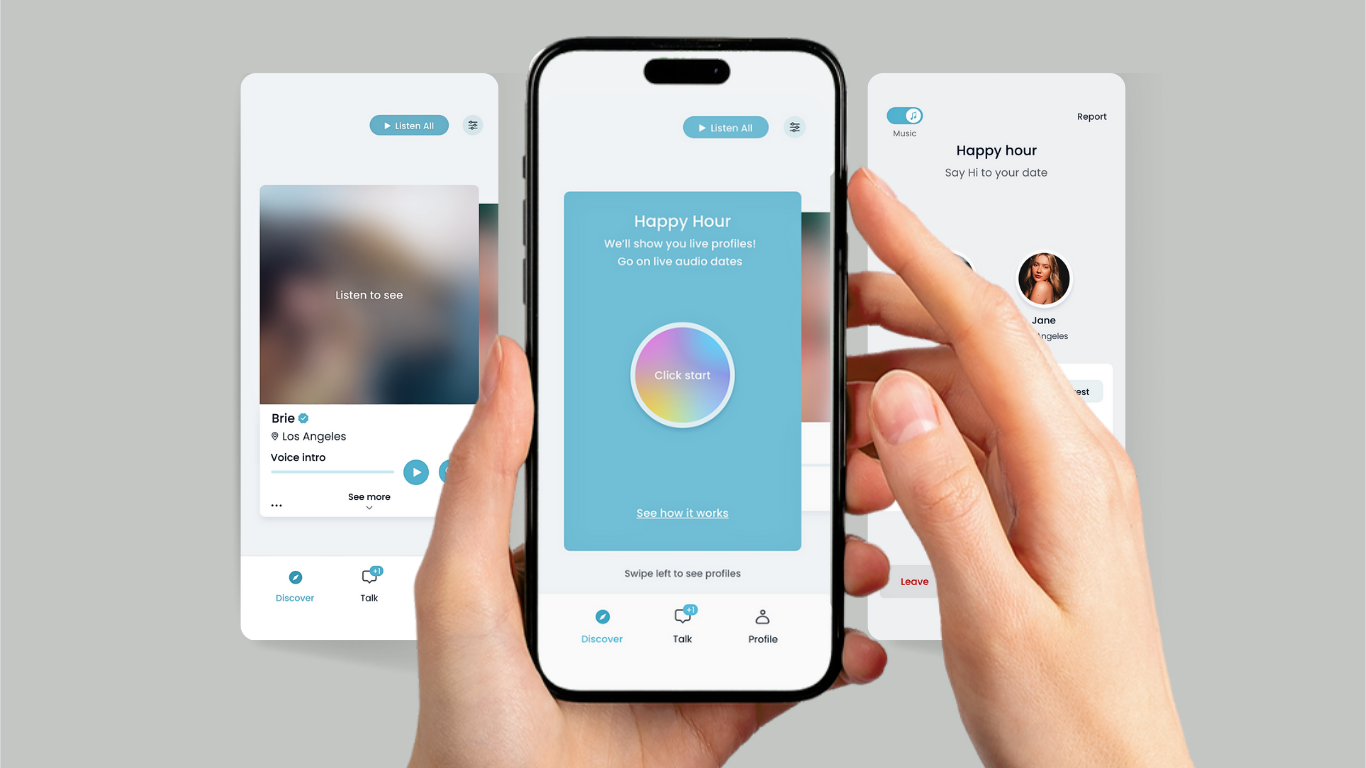 Listen All
Listen to see
Brie
Los Angeles
Voice intro
See more
Discover
+1
Talk
Listen All
Happy Hour
We'll show you live profiles!
Go on live audio dates
Click start
See how it works
Swipe left to see profiles
Discover
+1
Talk
Profile
Music
Report
Happy hour
Say Hi to your date
Jane
ngeles
est
Leave